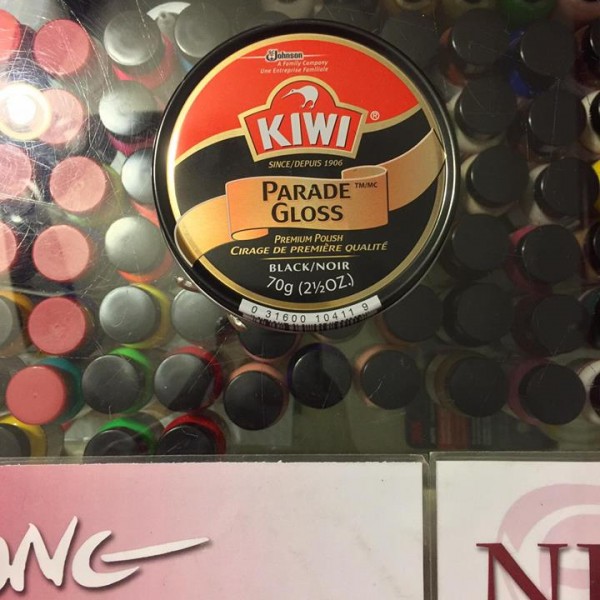 Johnson
A Family Company
Une Entreprise Familiale
KIWI®
SINCE/DEPUIS 1906
PARADE TM/MC
GLOSS
PREMIUM POLISH
CIRAGE DE PREMIÈRE QUALITÉ
BLACK/NOIR
70g (2½OZ.)
0 31600 10411 9